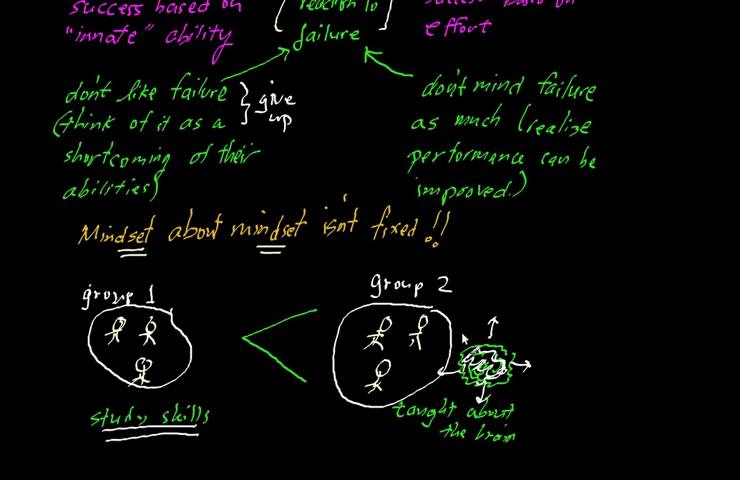 success based on
"innate" ability
reaction to
failure
success based on
effort
don't like failure
(think of it as a
shortcoming of their
abilities)
give
up
don't mind failure
as much (realize
performance can be
improved.)
Mindset about mindset isn't fixed!!
group 1
group 2
study skills
taught about
the brain